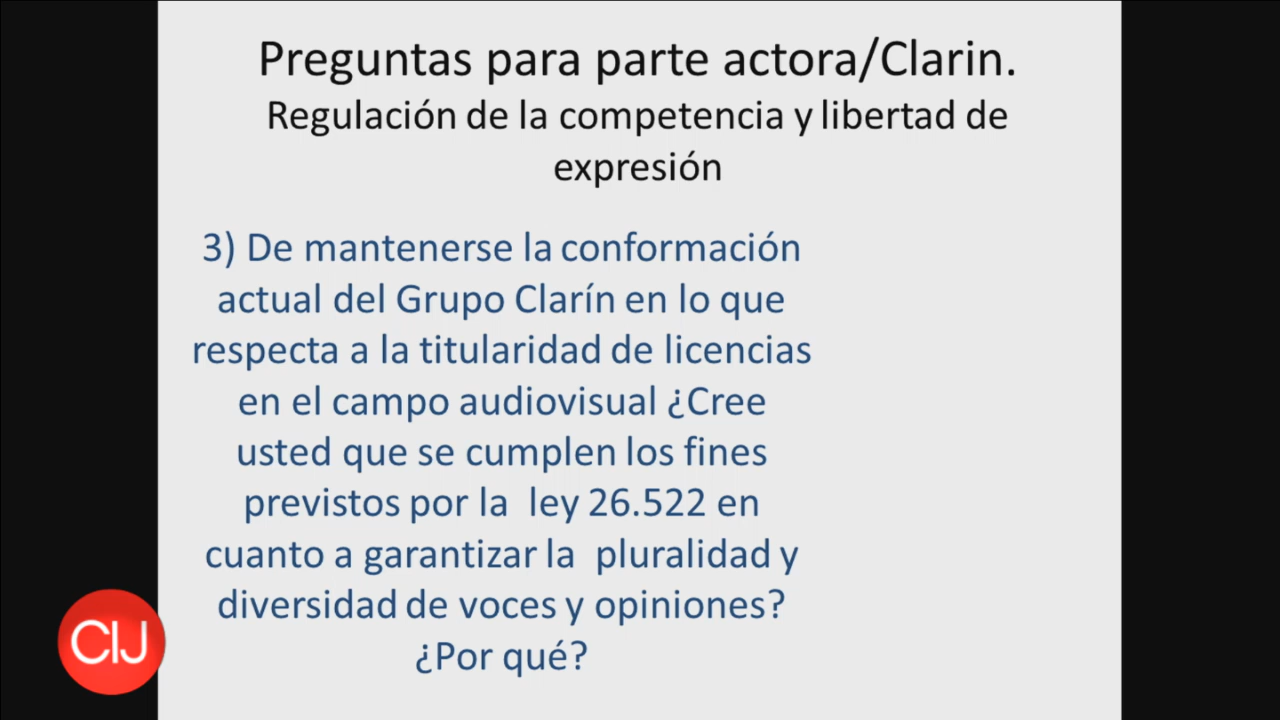 Preguntas para parte actora/Clarin.
Regulación de la competencia y libertad de
expresión
3) De mantenerse la conformación
actual del Grupo Clarín en lo que
respecta a la titularidad de licencias
en el campo audiovisual ¿Cree
usted que se cumplen los fines
previstos por la ley 26.522 en
cuanto a garantizar la pluralidad y
diversidad de voces y opiniones?
¿Por qué?
CIJ